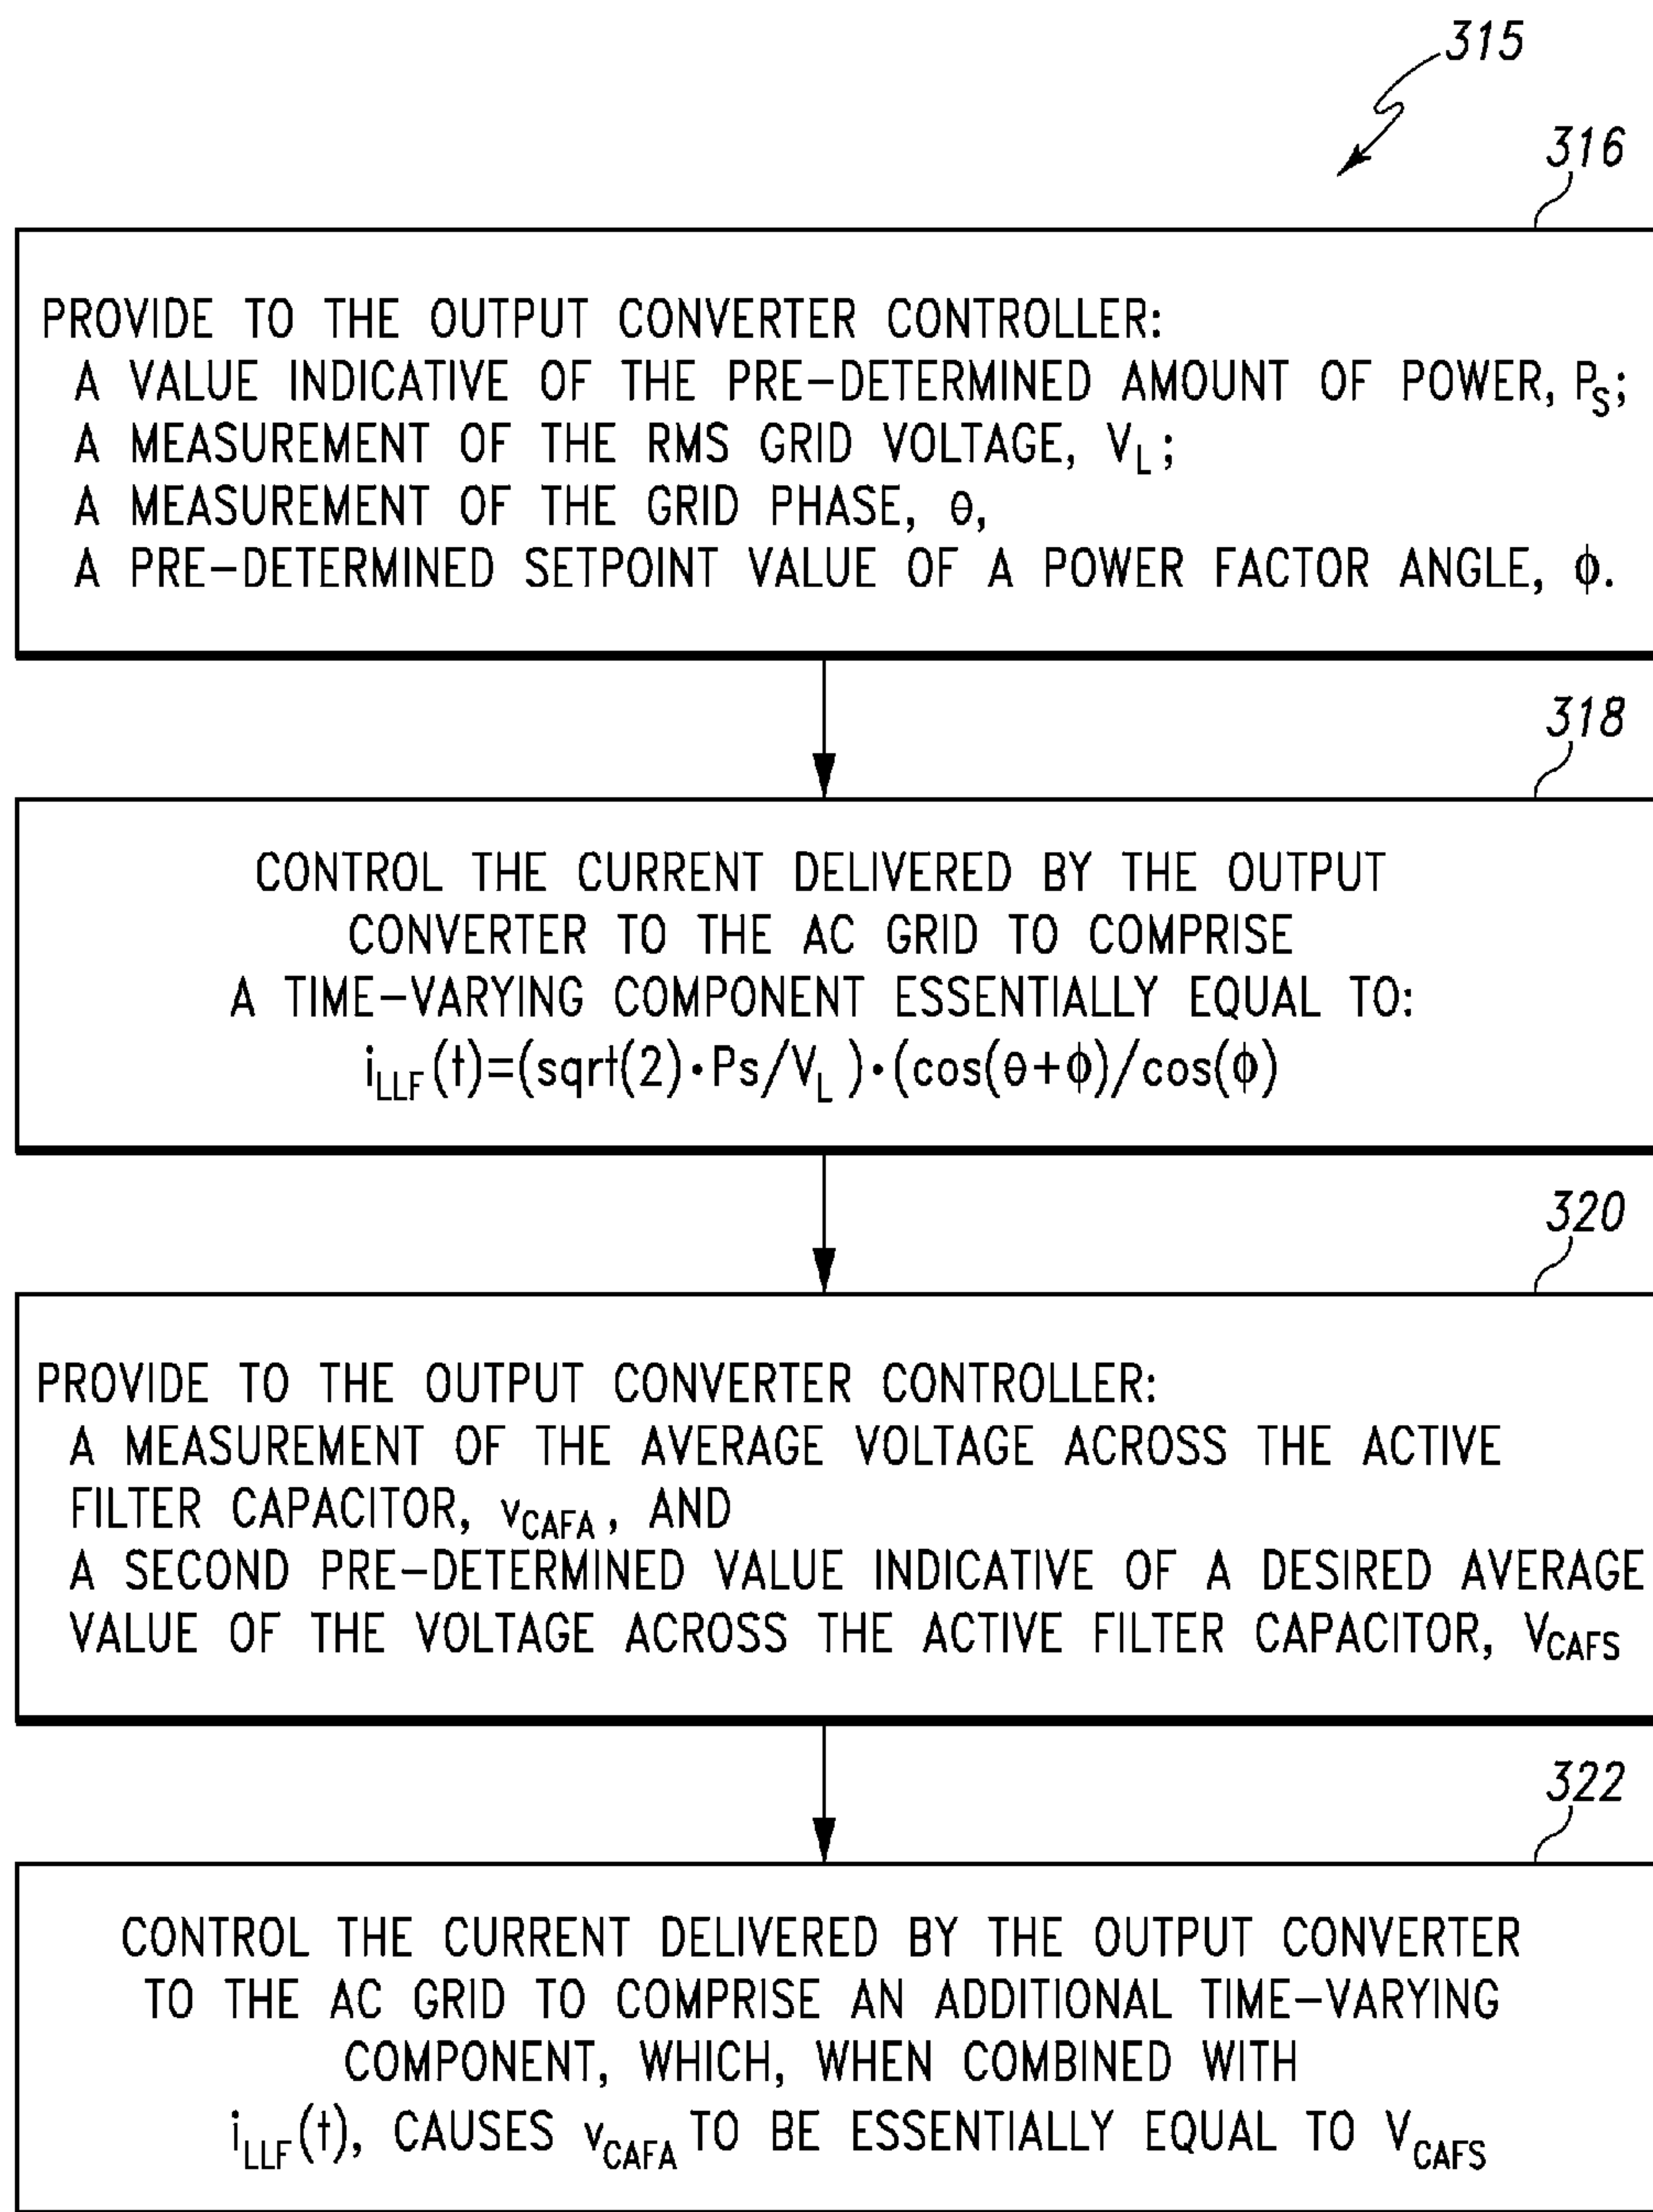 315
316
PROVIDE TO THE OUTPUT CONVERTER CONTROLLER:
A VALUE INDICATIVE OF THE PRE-DETERMINED AMOUNT OF POWER, PS;
A MEASUREMENT OF THE RMS GRID VOLTAGE, VL;
A MEASUREMENT OF THE GRID PHASE, θ,
A PRE-DETERMINED SETPOINT VALUE OF A POWER FACTOR ANGLE, ϕ.
318
CONTROL THE CURRENT DELIVERED BY THE OUTPUT
CONVERTER TO THE AC GRID TO COMPRISE
A TIME-VARYING COMPONENT ESSENTIALLY EQUAL TO:
iLLF(t)=(sqrt(2)·Ps/VL)·(cos(θ+ϕ)/cos(ϕ)
320
PROVIDE TO THE OUTPUT CONVERTER CONTROLLER:
A MEASUREMENT OF THE AVERAGE VOLTAGE ACROSS THE ACTIVE
FILTER CAPACITOR, vCAFA, AND
A SECOND PRE-DETERMINED VALUE INDICATIVE OF A DESIRED AVERAGE
VALUE OF THE VOLTAGE ACROSS THE ACTIVE FILTER CAPACITOR, VCAFS
322
CONTROL THE CURRENT DELIVERED BY THE OUTPUT CONVERTER
TO THE AC GRID TO COMPRISE AN ADDITIONAL TIME-VARYING
COMPONENT, WHICH, WHEN COMBINED WITH
iLLF(t), CAUSES vCAFA TO BE ESSENTIALLY EQUAL TO VCAFS